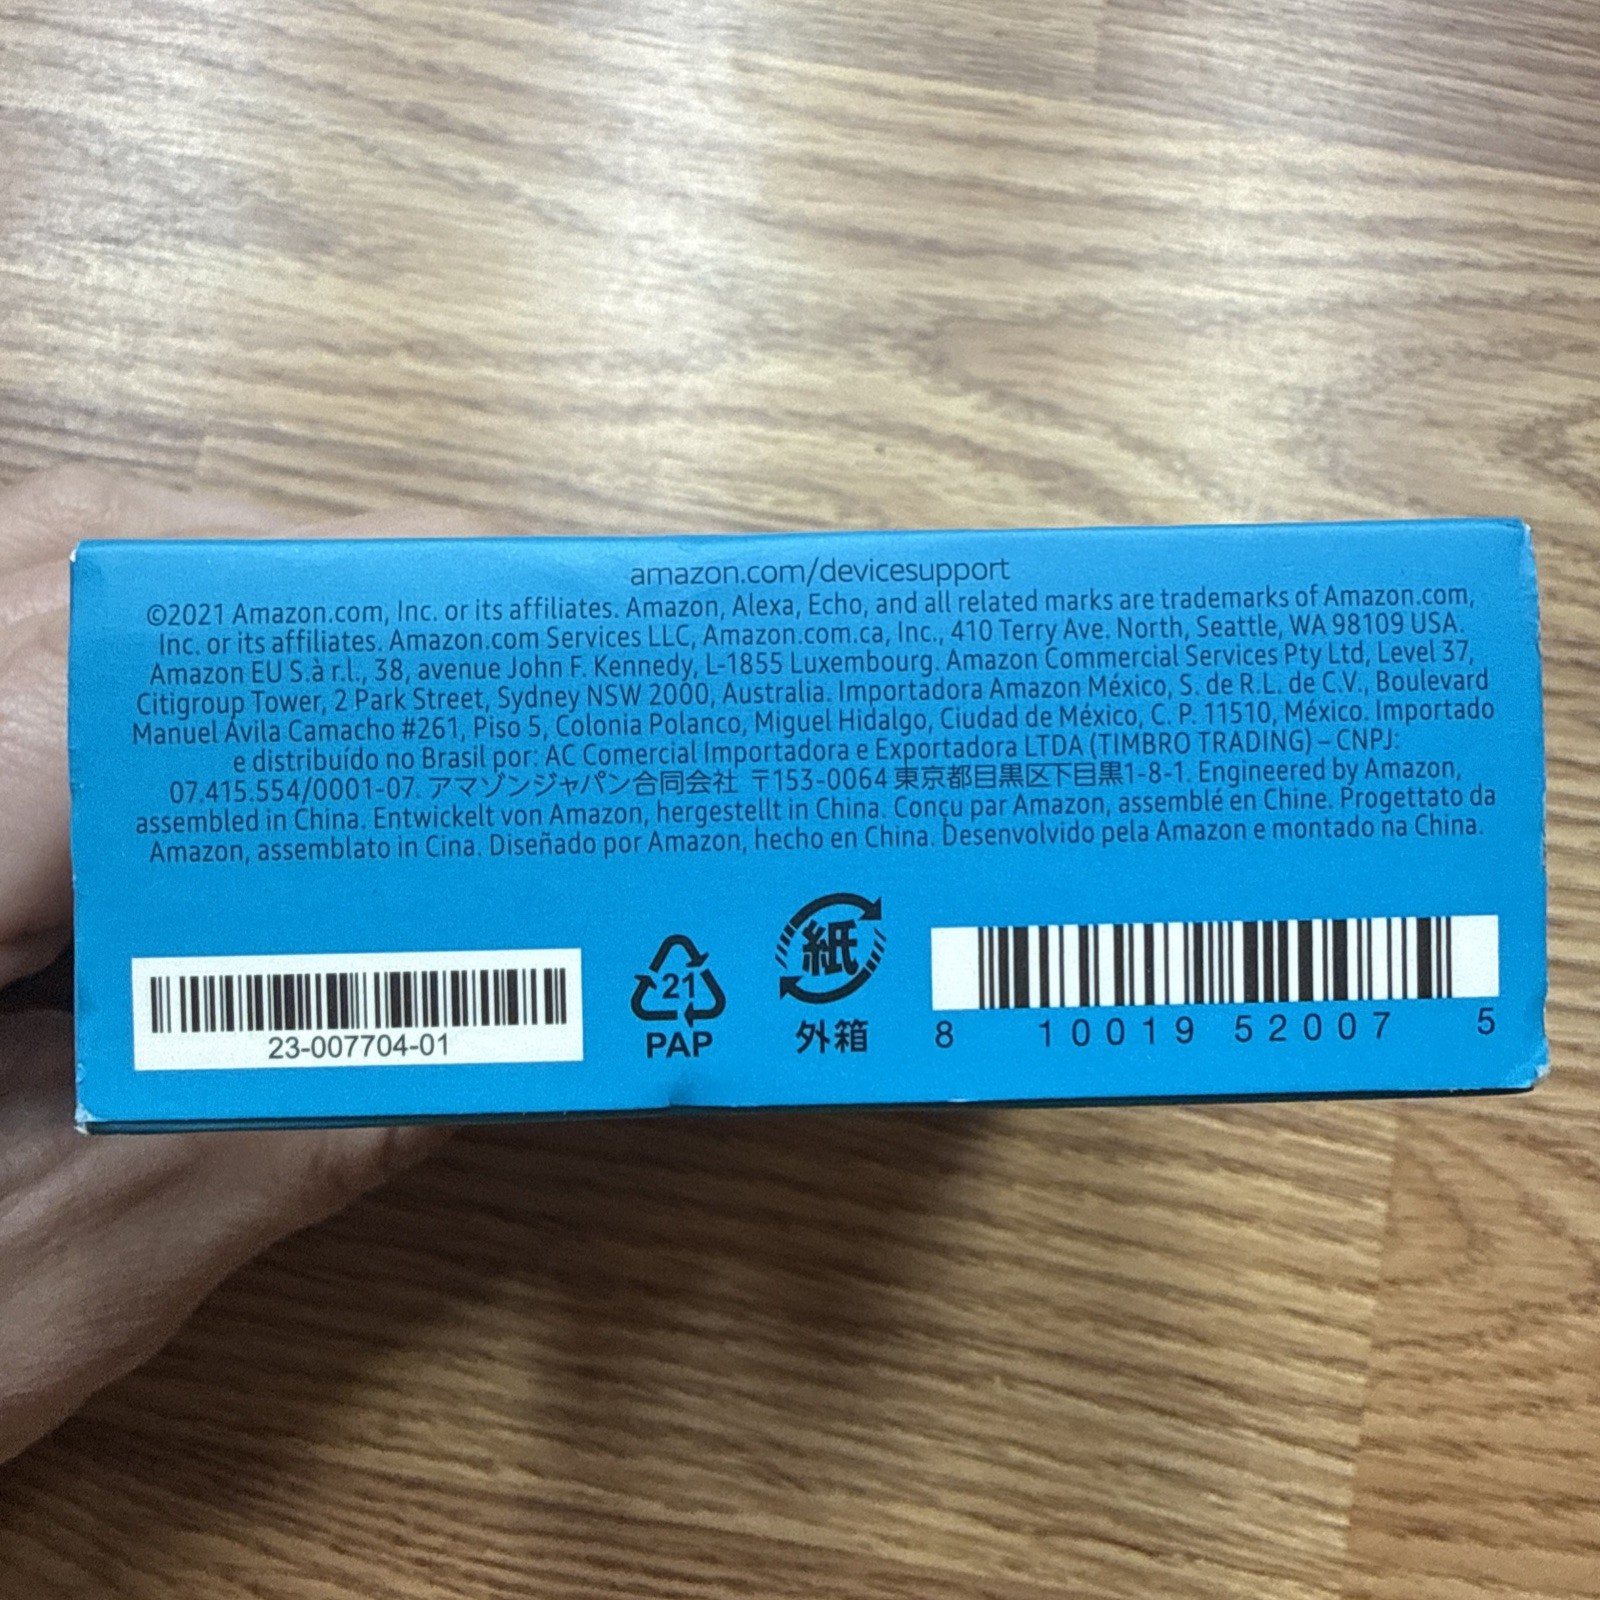 amazon.com/devicesupport
©2021 Amazon.com, Inc. or its affiliates. Amazon, Alexa, Echo, and all related marks are trademarks of Amazon.com,
Inc. or its affiliates. Amazon.com Services LLC, Amazon.com.ca, Inc., 410 Terry Ave. North, Seattle, WA 98109 USA.
Amazon EU S.à r.l., 38, avenue John F. Kennedy, L-1855 Luxembourg. Amazon Commercial Services Pty Ltd, Level 37,
Citigroup Tower, 2 Park Street, Sydney NSW 2000, Australia. Importadora Amazon México, S. de R.L. de C.V., Boulevard
Manuel Ávila Camacho #261, Piso 5, Colonia Polanco, Miguel Hidalgo, Ciudad de México, C. P. 11510, México. Importado
e distribuído no Brasil por: AC Comercial Importadora e Exportadora LTDA (TIMBRO TRADING) – CNPJ:
07.415.554/0001-07. アマゾンジャパン合同会社 〒153-0064 東京都目黒区下目黒1-8-1. Engineered by Amazon,
assembled in China. Entwickelt von Amazon, hergestellt in China. Conçu par Amazon, assemblé en Chine. Progettato da
Amazon, assemblato in Cina. Diseñado por Amazon, hecho en China. Desenvolvido pela Amazon e montado na China.
23-007704-01
21
PAP
紙
外箱
8 10019 52007 5